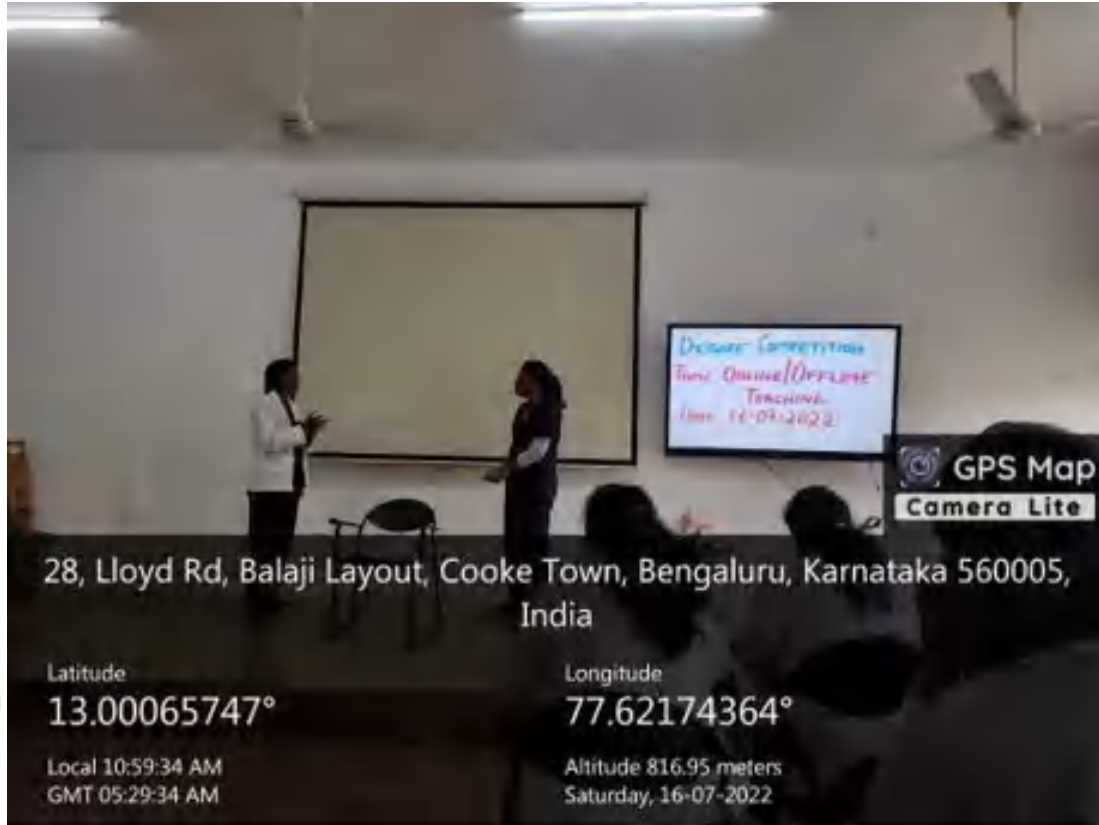 Debate Competition
Topic Online/Offline
Teaching
Date 16-07-2022
GPS Map
Camera Lite
28, Lloyd Rd, Balaji Layout, Cooke Town, Bengaluru, Karnataka 560005,
India
Latitude
13.00065747°
Longitude
77.62174364°
Local 10:59:34 AM
GMT 05:29:34 AM
Altitude 816.95 meters
Saturday, 16-07-2022